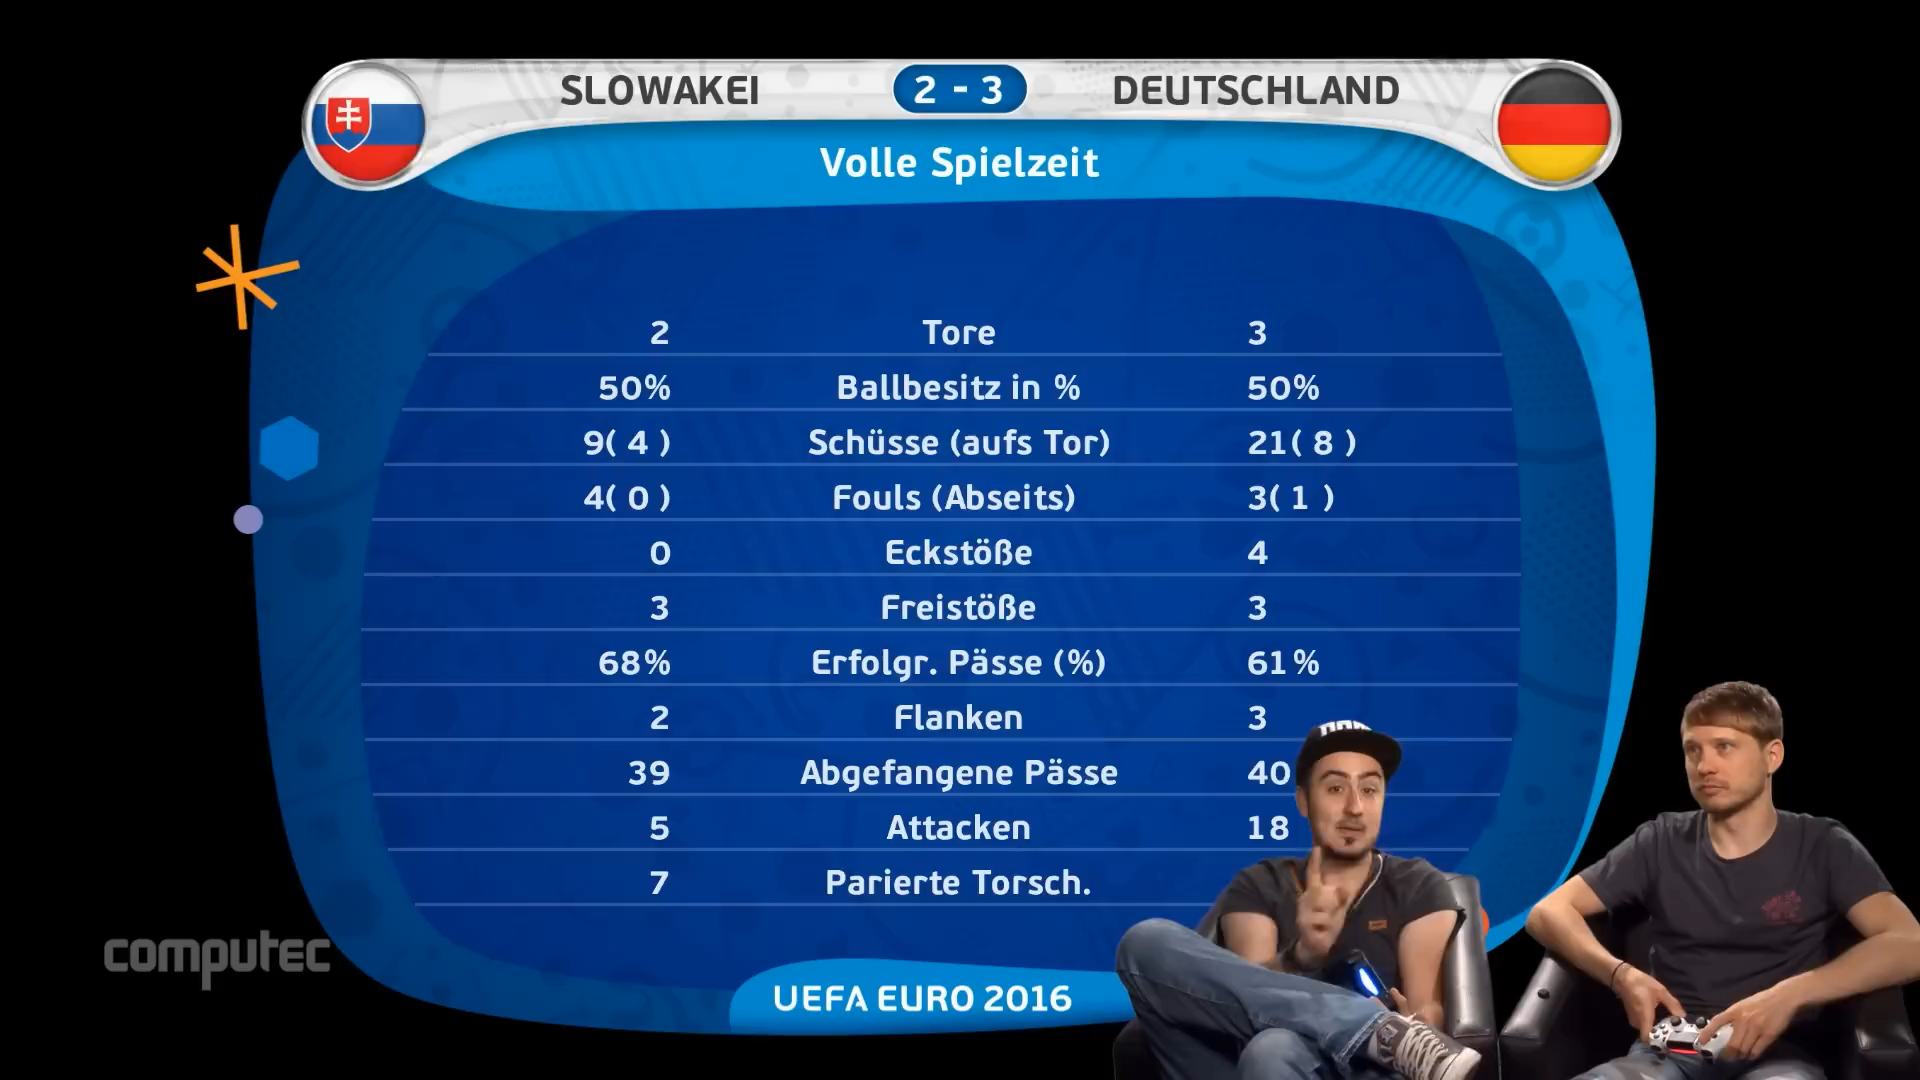 SLOWAKEI 2 - 3 DEUTSCHLAND
Volle Spielzeit
2 Tore 3
50% Ballbesitz in % 50%
9( 4 ) Schüsse (aufs Tor) 21( 8 )
4( 0 ) Fouls (Abseits) 3( 1 )
0 Eckstöße 4
3 Freistöße 3
68% Erfolgr. Pässe (%) 61%
2 Flanken 3
39 Abgefangene Pässe 40
5 Attacken 18
7 Parierte Torsch.
computec
UEFA EURO 2016